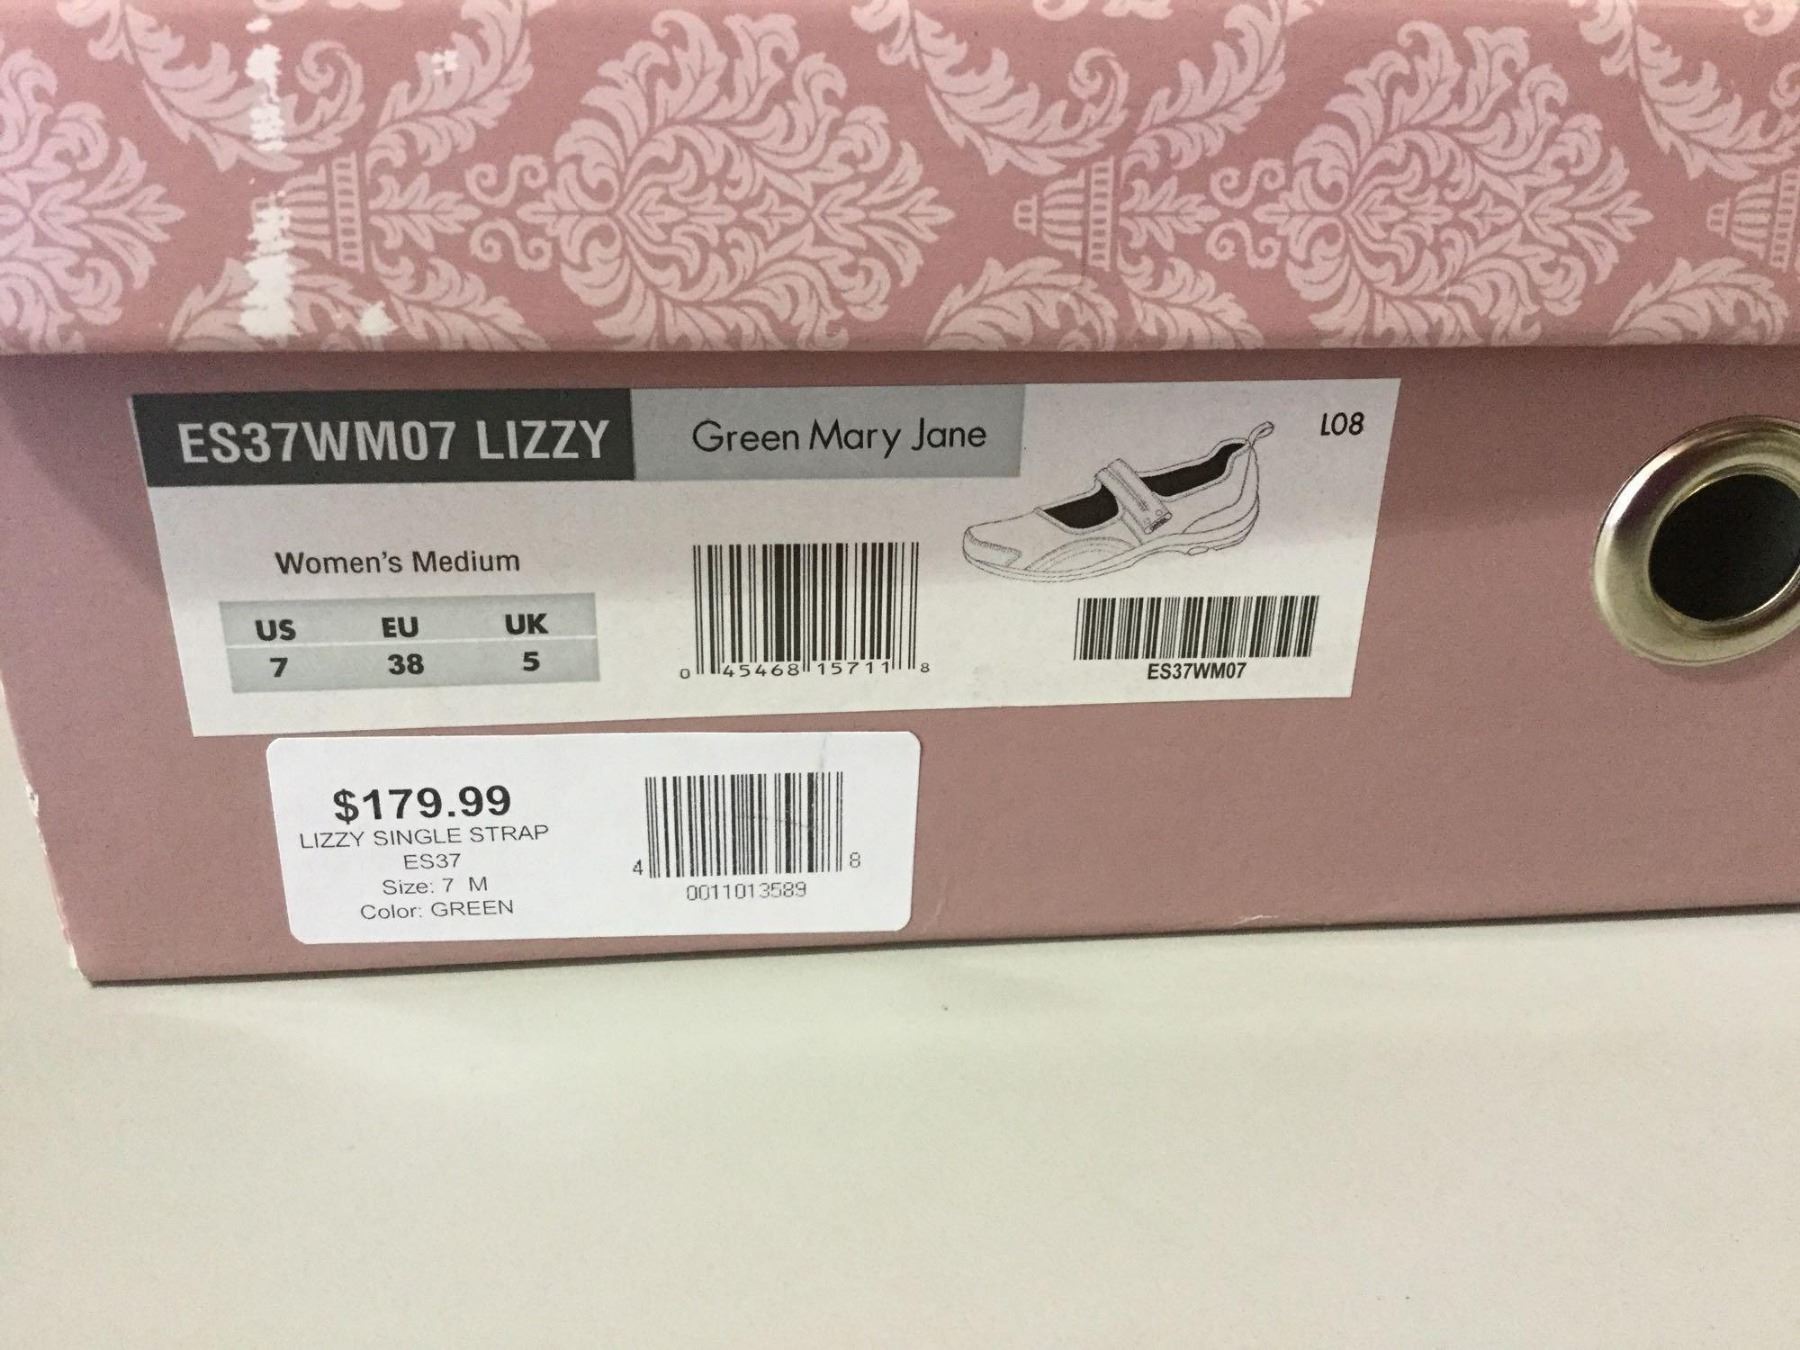 ES37WM07 LIZZY
Green Mary Jane
L08
Women's Medium
US EU UK
7 38 5
0 45468 15711 8
ES37WM07
$179.99
LIZZY SINGLE STRAP
ES37
Size: 7 M
Color: GREEN
4 8
0011013589